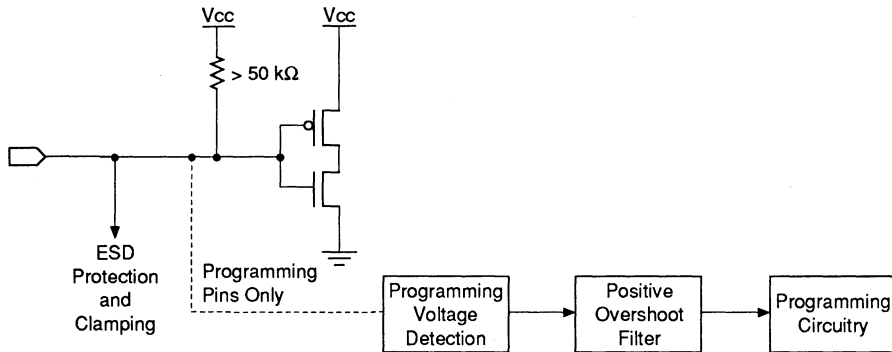 Vcc
Vcc
> 50 kΩ
ESD
Protection
and
Clamping
Programming
Pins Only
Programming
Voltage
Detection
Positive
Overshoot
Filter
Programming
Circuitry